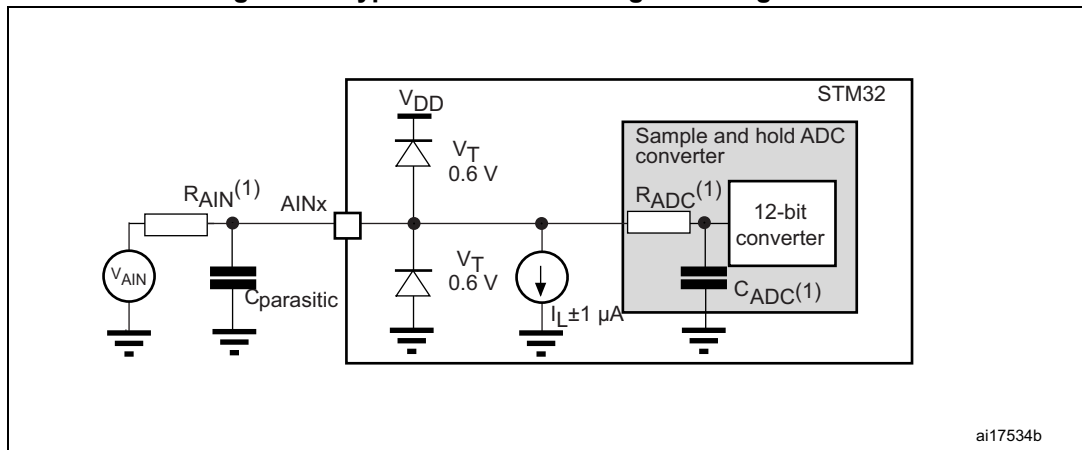 STM32
VDD
Sample and hold ADC
converter
VT
0.6 V
RAIN(1)
AINx
RADC(1)
12-bit
converter
VAIN
Cparasitic
VT
0.6 V
IL±1 µA
CADC(1)
ai17534b